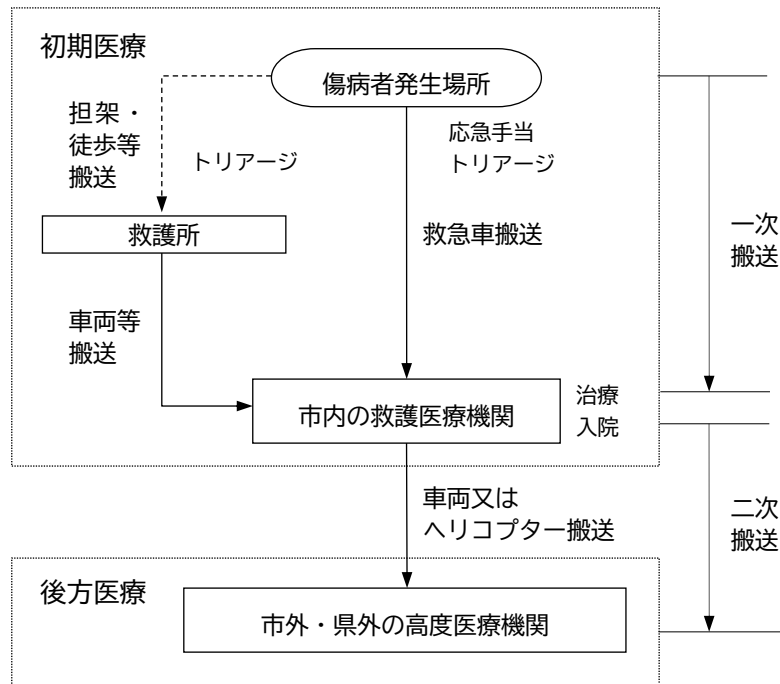 初期医療
傷病者発生場所
担架・
徒歩等
搬送
トリアージ
応急手当
トリアージ
救護所
救急車搬送
一次
搬送
車両等
搬送
市内の救護医療機関
治療
入院
車両又は
ヘリコプター搬送
二次
搬送
後方医療
市外・県外の高度医療機関